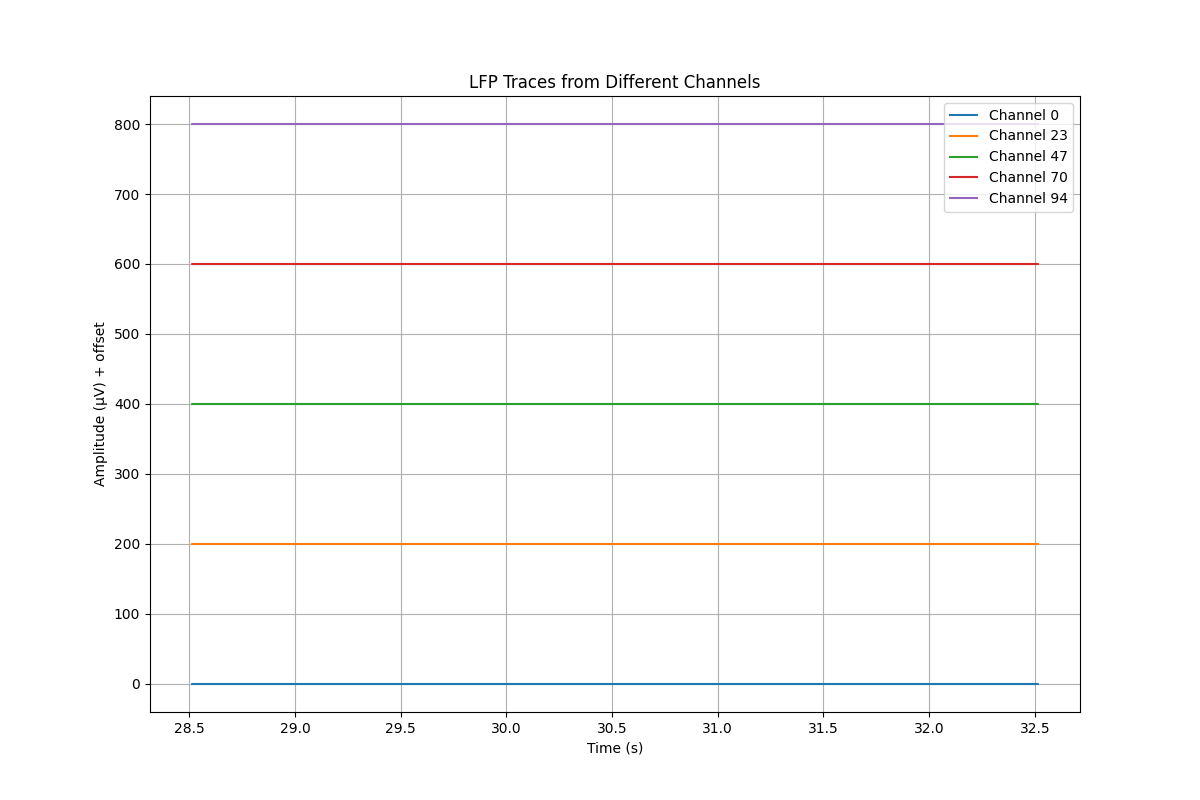 LFP Traces from Different Channels
Channel 0
Channel 23
Channel 47
Channel 70
Channel 94
Amplitude (µV) + offset
800
700
600
500
400
300
200
100
0
28.5 29.0 29.5 30.0 30.5 31.0 31.5 32.0 32.5
Time (s)